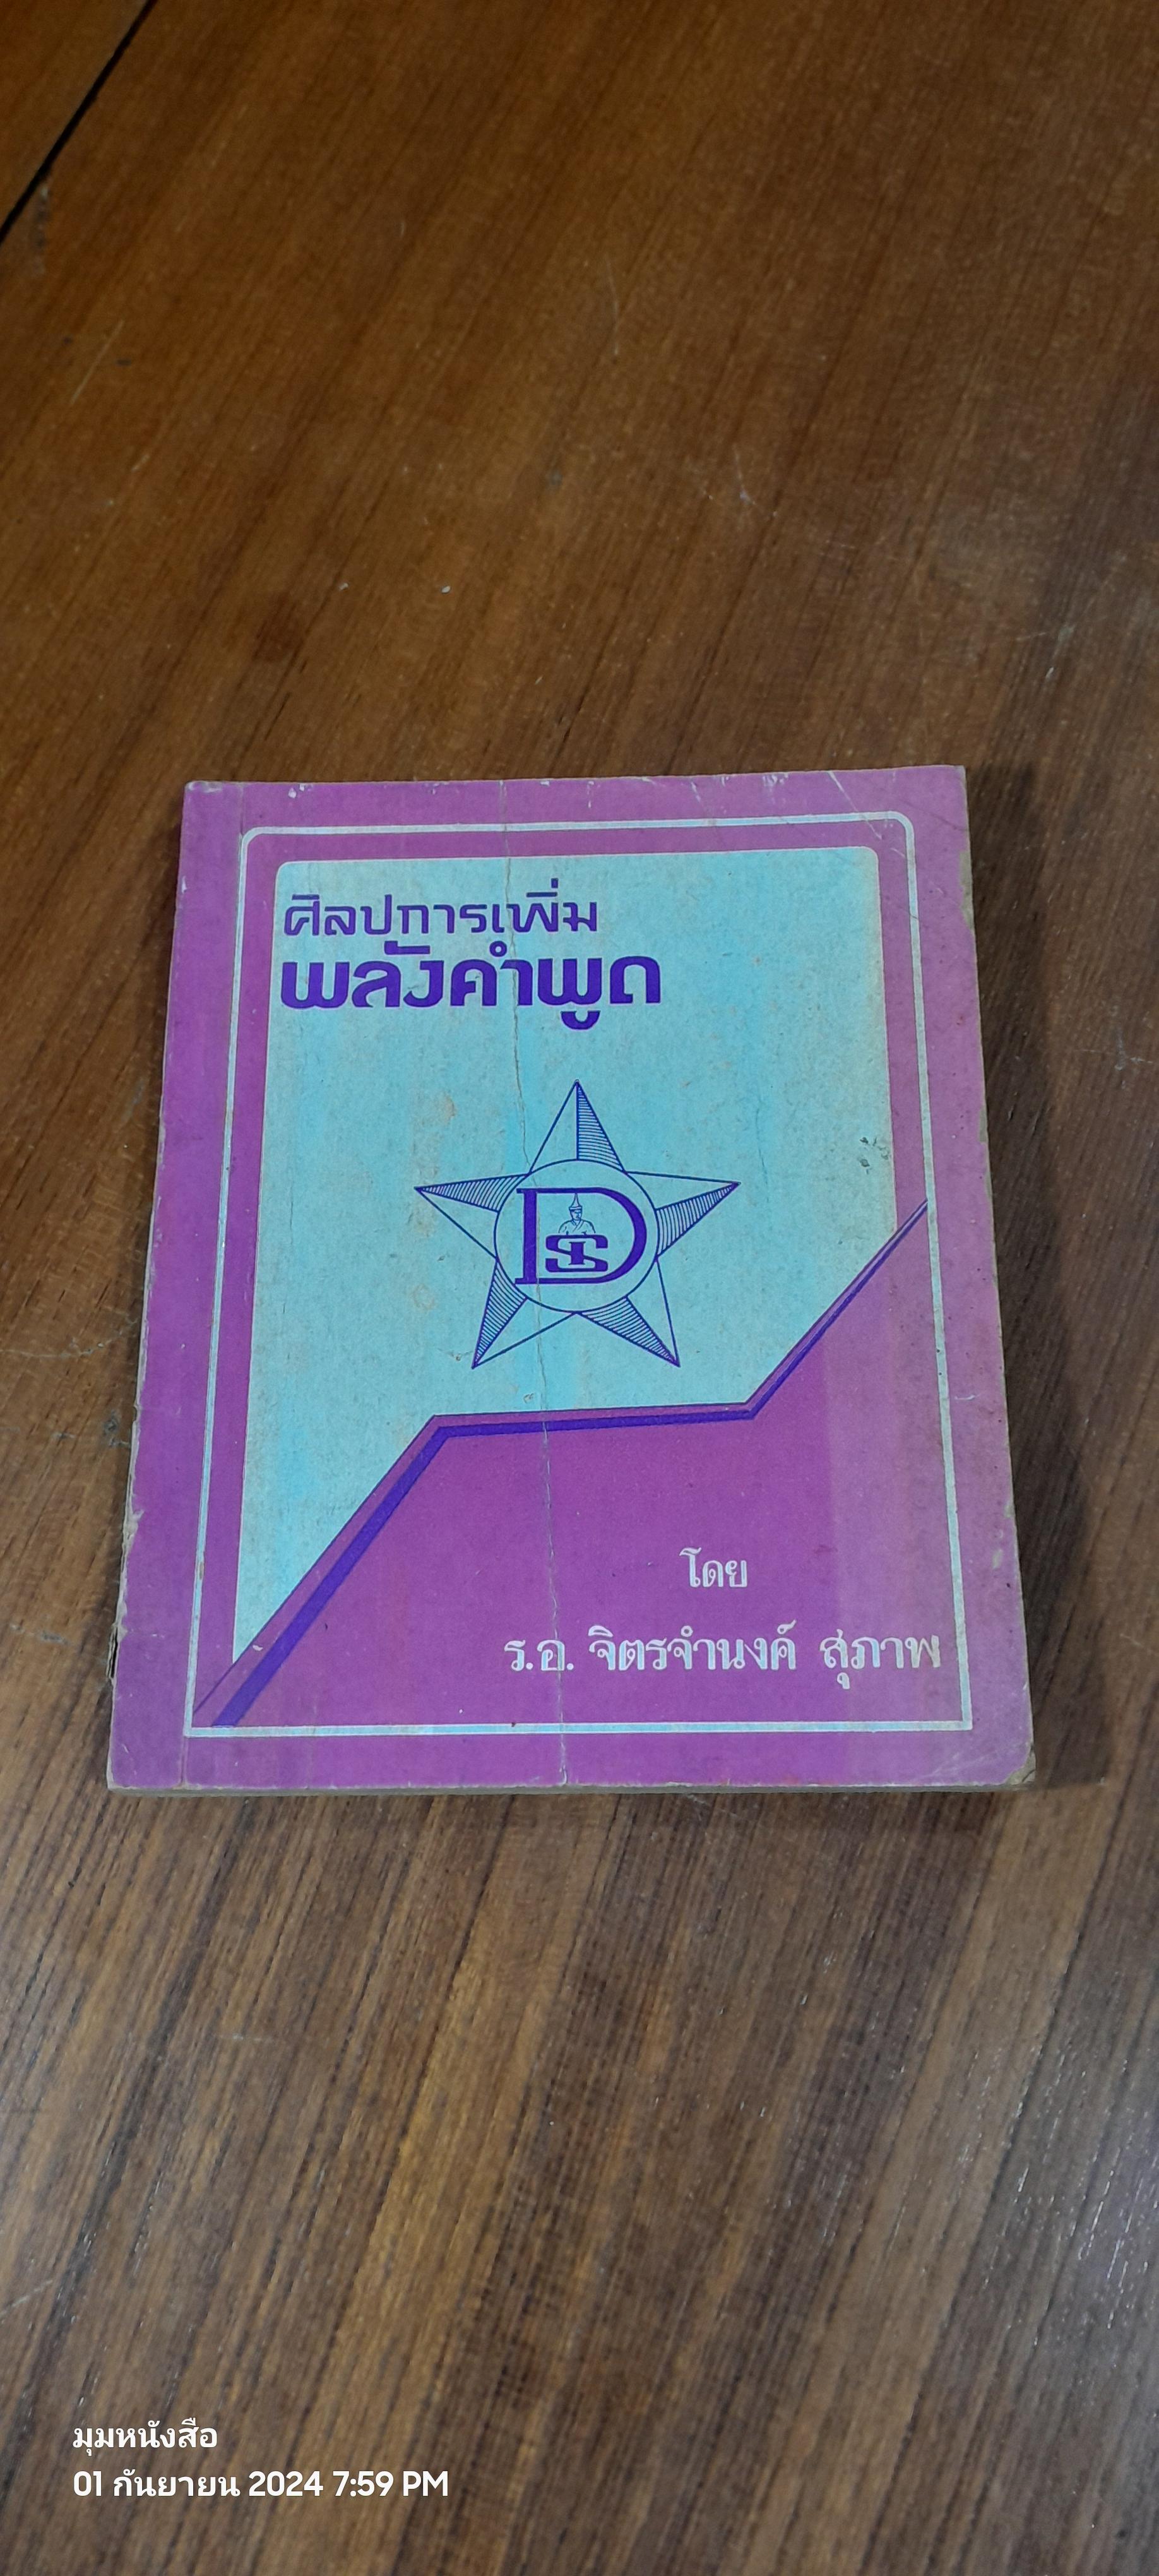 ศิลปการเพิ่ม
พลังคำพูด
DSL
โดย
ร.อ. จิตรจำนงค์ สุภาพ
มุมหนังสือ
01 กันยายน 2024 7:59 PM